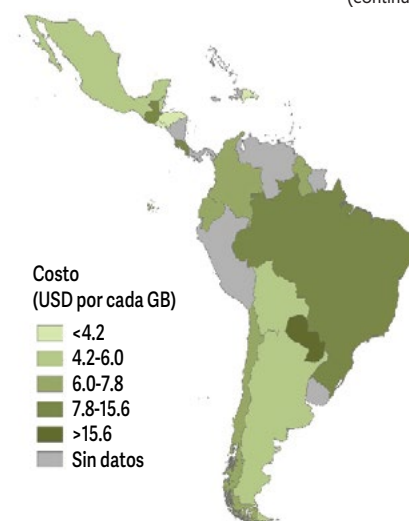 Costo
(USD por cada GB)
<4.2
4.2-6.0
6.0-7.8
7.8-15.6
>15.6
Sin datos